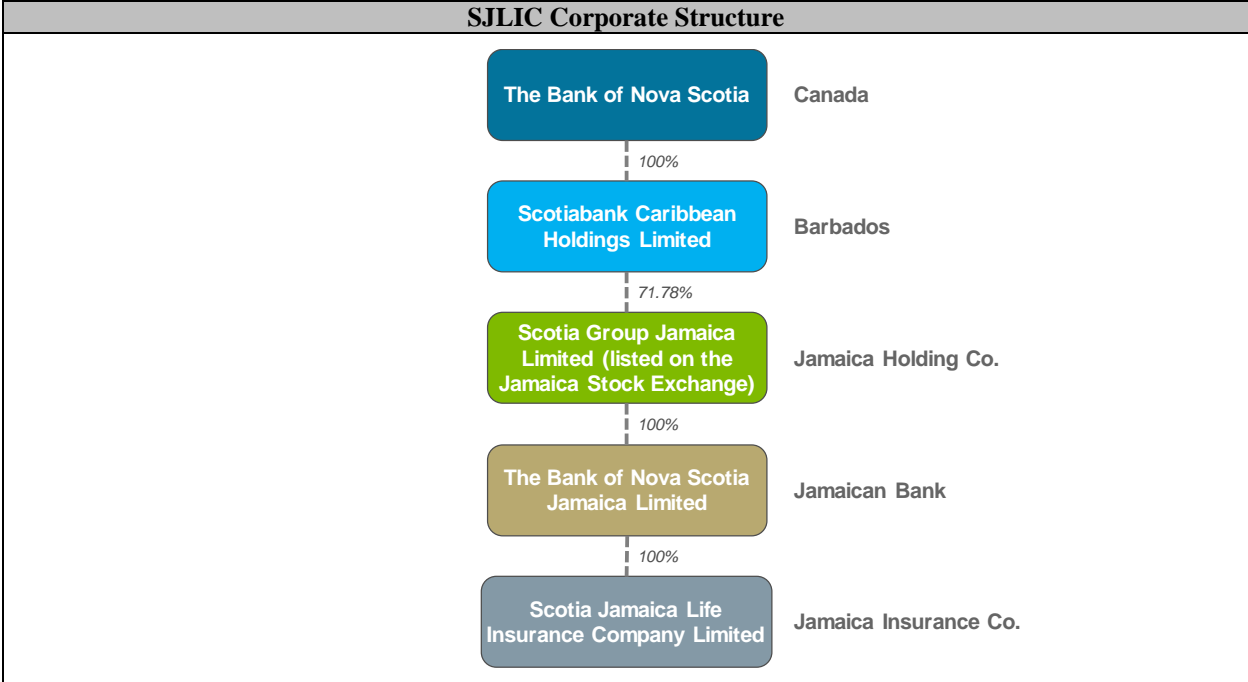 SJLIC Corporate Structure
The Bank of Nova Scotia
Canada
100%
Scotiabank Caribbean
Holdings Limited
Barbados
71.78%
Scotia Group Jamaica
Limited (listed on the
Jamaica Stock Exchange)
Jamaica Holding Co.
100%
The Bank of Nova Scotia
Jamaica Limited
Jamaican Bank
100%
Scotia Jamaica Life
Insurance Company Limited
Jamaica Insurance Co.